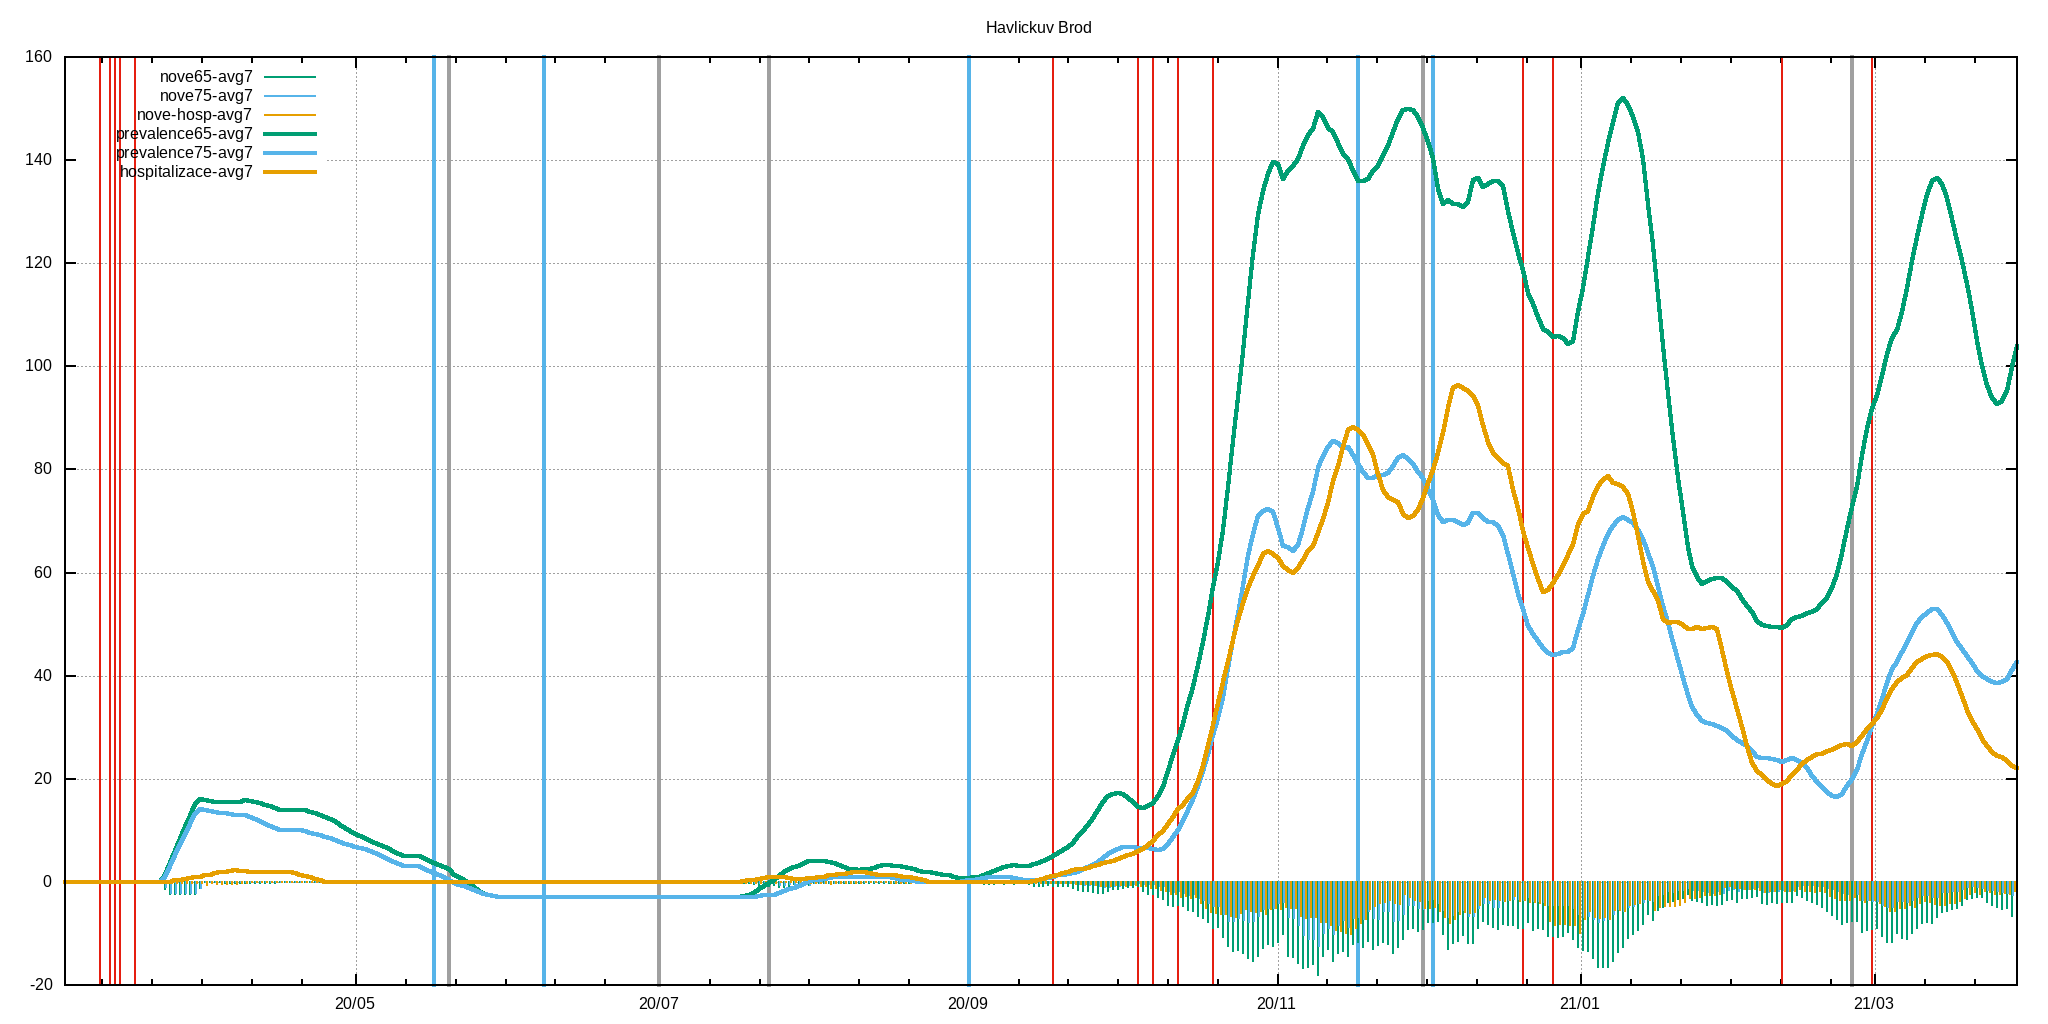 Havlickuv Brod
160
140
120
100
80
60
40
20
0
-20
nove65-avg7
nove75-avg7
nove-hosp-avg7
prevalence65-avg7
prevalence75-avg7
hospitalizace-avg7
20/05
20/07
20/09
20/11
21/01
21/03